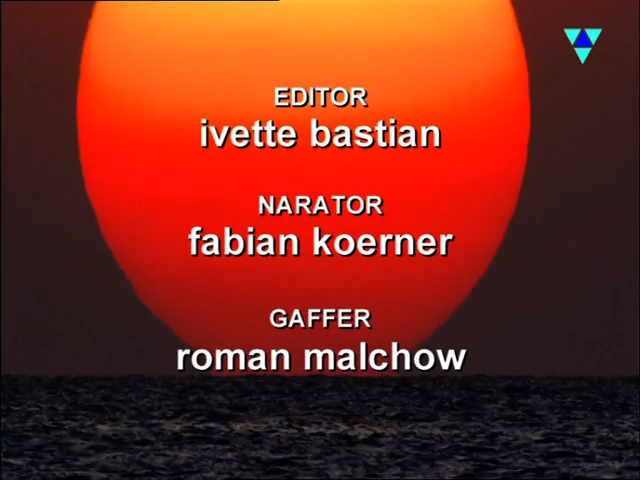 EDITOR
ivette bastian
NARATOR
fabian koerner
GAFFER
roman malchow